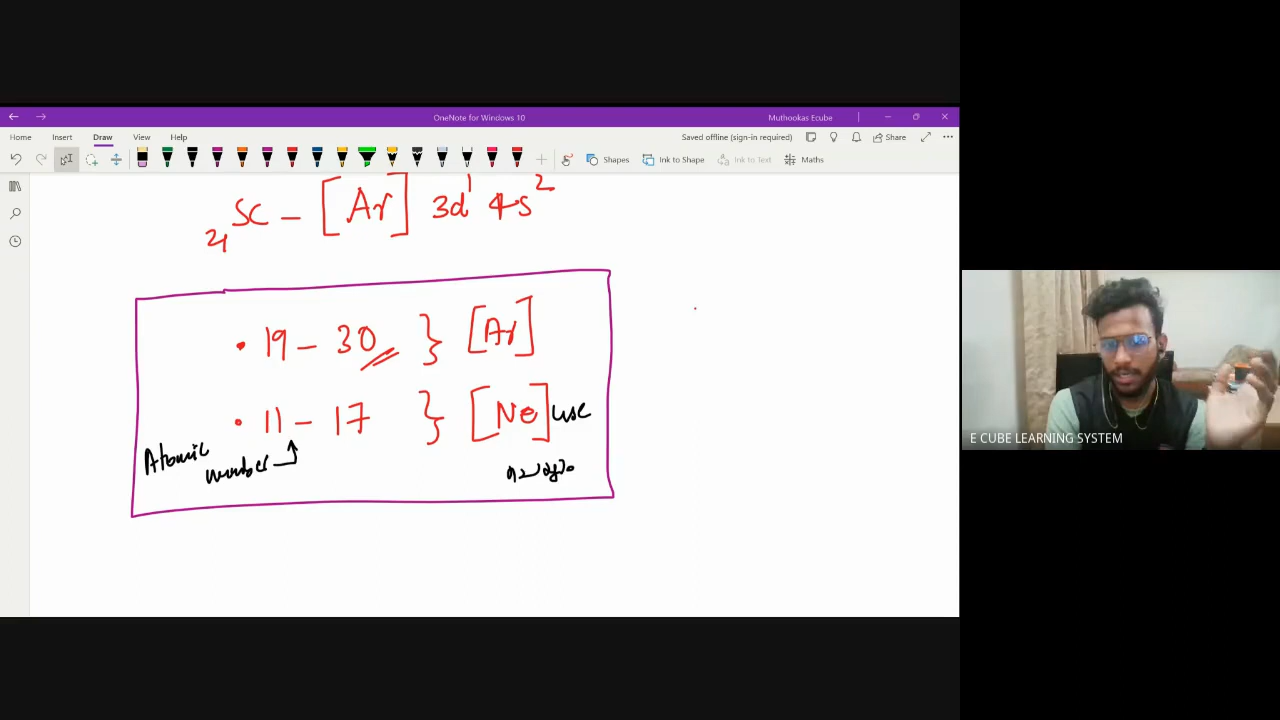 OneNote for Windows 10
Muthookas Ecube
Home Insert Draw View Help
Saved offline (sign-in required)
Share
Shapes
Ink to Shape
Ink to Text
Maths
21 Sc – [Ar] 3d¹ 4s²
• 19 – 30 } [Ar]
• 11 – 17 } [Ne] use
Atomic
number
E CUBE LEARNING SYSTEM